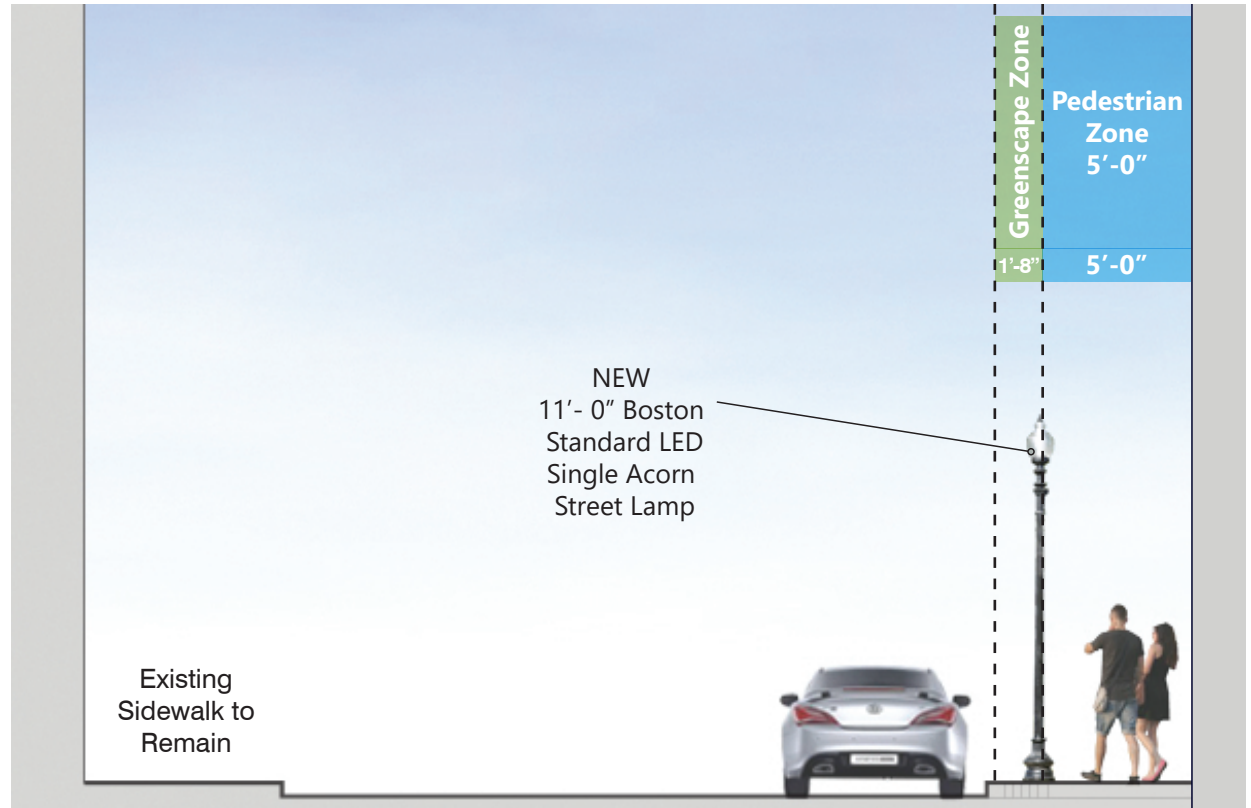 Greenscape Zone
1’-8”
Pedestrian
Zone
5’-0”
5’-0”
NEW
11’- 0” Boston
Standard LED
Single Acorn
Street Lamp
Existing
Sidewalk to
Remain